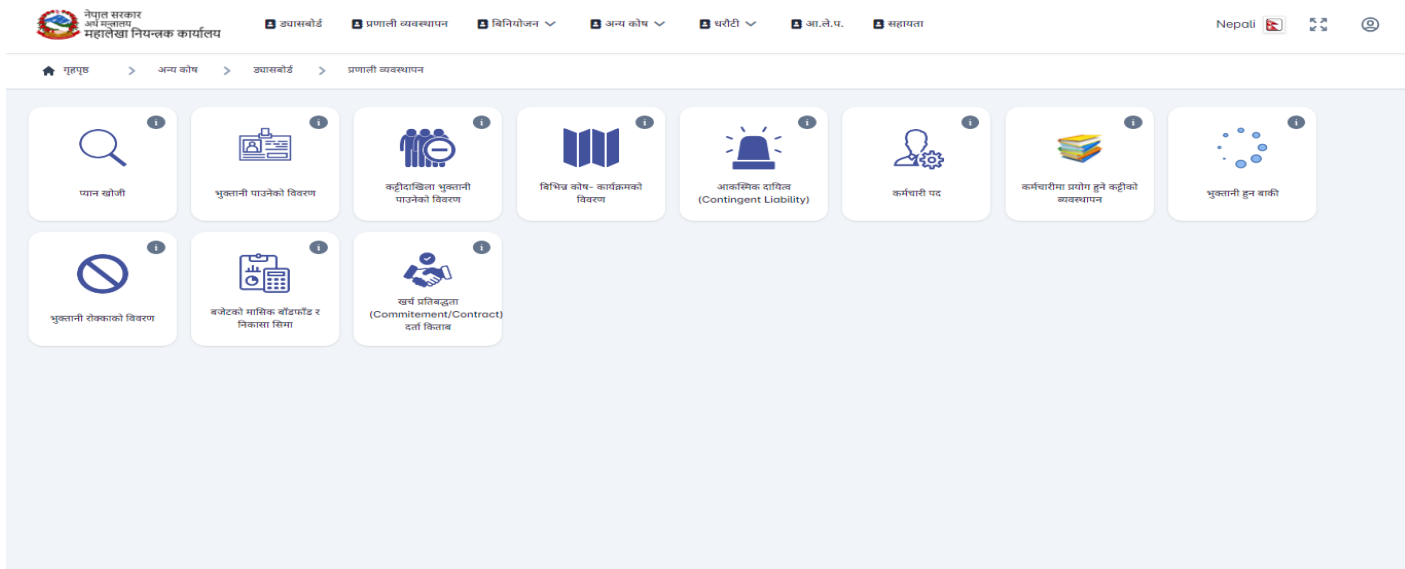 नेपाल सरकार
अर्थ मन्त्रालय
महालेखा नियन्त्रक कार्यालय
ड्यासबोर्ड
प्रणाली व्यवस्थापन
बिनियोजन
अन्य कोष
धरौटी
आ.ले.प.
सहायता
Nepali
गृहपृष्ठ > अन्य कोष > ड्यासबोर्ड > प्रणाली व्यवस्थापन
प्यान खोजी
भुक्तानी पाउनेको विवरण
कट्टीदाखिला भुक्तानी
पाउनेको विवरण
बिभिन्न कोष- कार्यक्रमको
विवरण
आकस्मिक दायित्व
(Contingent Liability)
कर्मचारी पद
कर्मचारीमा प्रयोग हुने कट्टीको
ब्यवस्थापन
भुक्तानी हुन बाकी
भुक्तानी रोक्काको विवरण
बजेटको मासिक बाँडफाँड र
निकासा सिमा
खर्च प्रतिबद्धता
(Commitement/Contract)
दर्ता किताब